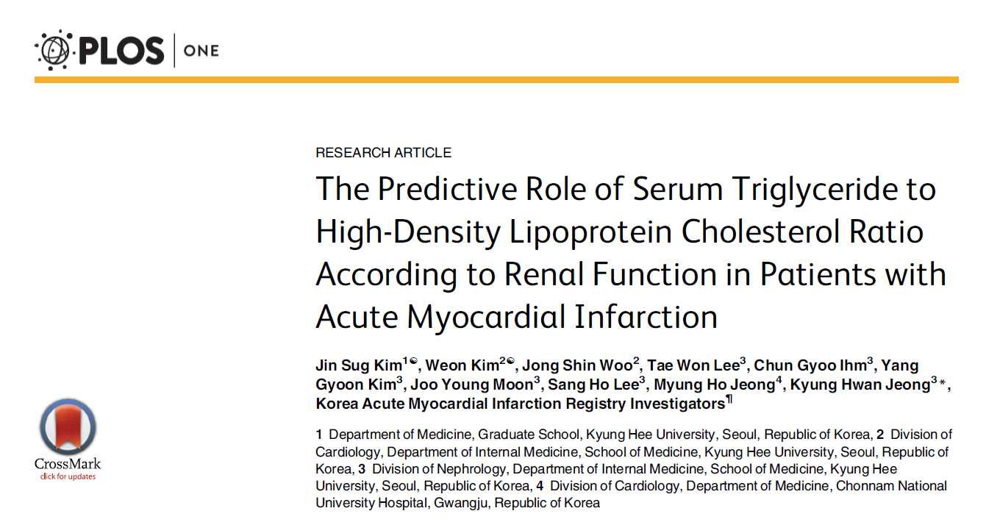 PLOS | ONE
RESEARCH ARTICLE
The Predictive Role of Serum Triglyceride to
High-Density Lipoprotein Cholesterol Ratio
According to Renal Function in Patients with
Acute Myocardial Infarction
Jin Sug Kim1☯, Weon Kim2☯, Jong Shin Woo2, Tae Won Lee3, Chun Gyoo Ihm3, Yang
Gyoon Kim3, Joo Young Moon3, Sang Ho Lee3, Myung Ho Jeong4, Kyung Hwan Jeong3*,
Korea Acute Myocardial Infarction Registry Investigators¶
1 Department of Medicine, Graduate School, Kyung Hee University, Seoul, Republic of Korea, 2 Division of
Cardiology, Department of Internal Medicine, School of Medicine, Kyung Hee University, Seoul, Republic of
Korea, 3 Division of Nephrology, Department of Internal Medicine, School of Medicine, Kyung Hee
University, Seoul, Republic of Korea, 4 Division of Cardiology, Department of Medicine, Chonnam National
University Hospital, Gwangju, Republic of Korea
CrossMark
click for updates